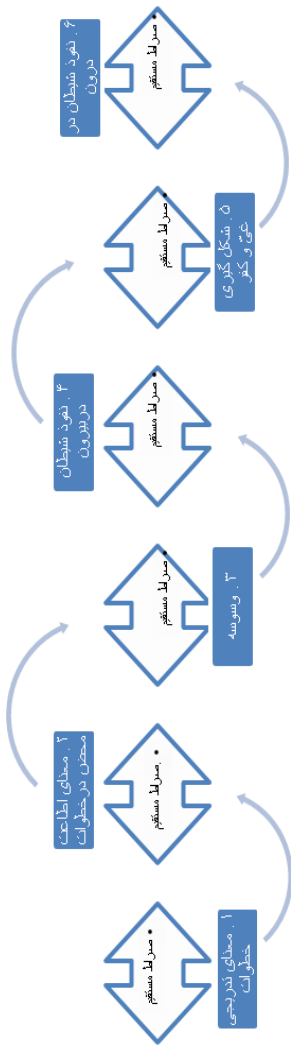 ۱. معنای تدریجی
خطوات
• صراط مستقیم
۲. معنای اطاعت
محض در خطوات
• صراط مستقیم
۳. وسوسه
• صراط مستقیم
۴. نفوذ شیطان
در بیرون
• صراط مستقیم
۵. شکل گیری
غیّ و کفر
• صراط مستقیم
۶. نفوذ شیطان در
درون
• صراط مستقیم